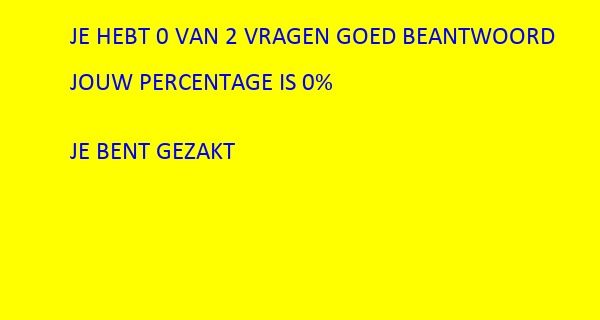 JE HEBT 0 VAN 2 VRAGEN GOED BEANTWOORD
JOUW PERCENTAGE IS 0%
JE BENT GEZAKT